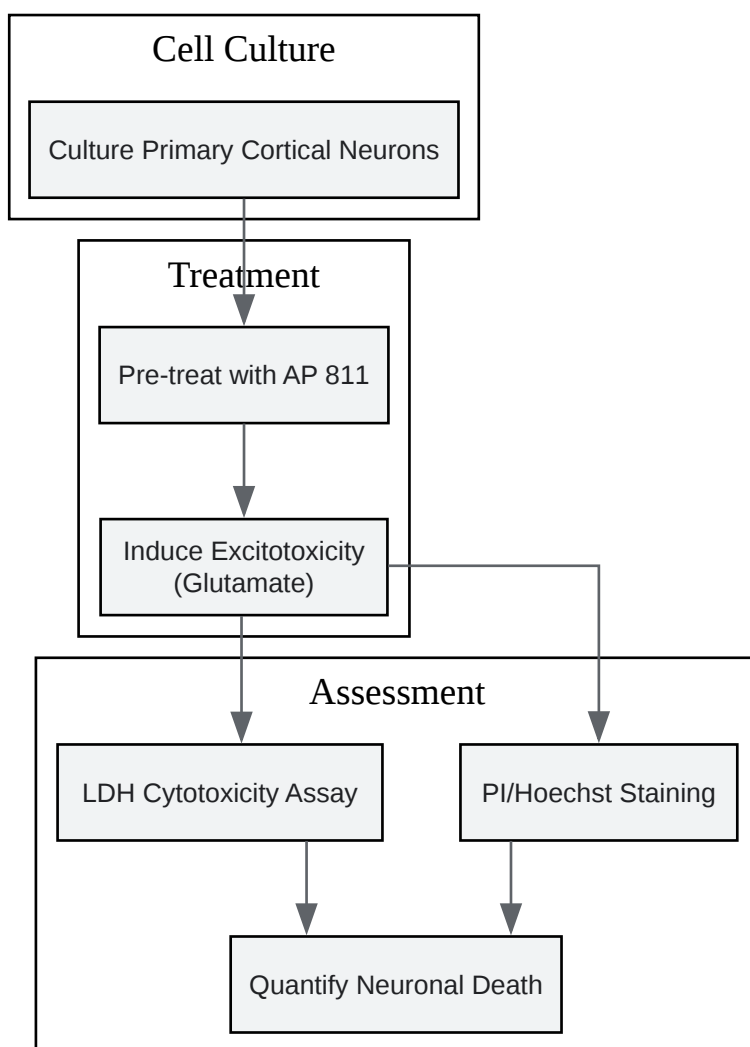 Cell Culture
Culture Primary Cortical Neurons
Treatment
Pre-treat with AP 811
Induce Excitotoxicity
(Glutamate)
Assessment
LDH Cytotoxicity Assay
PI/Hoechst Staining
Quantify Neuronal Death